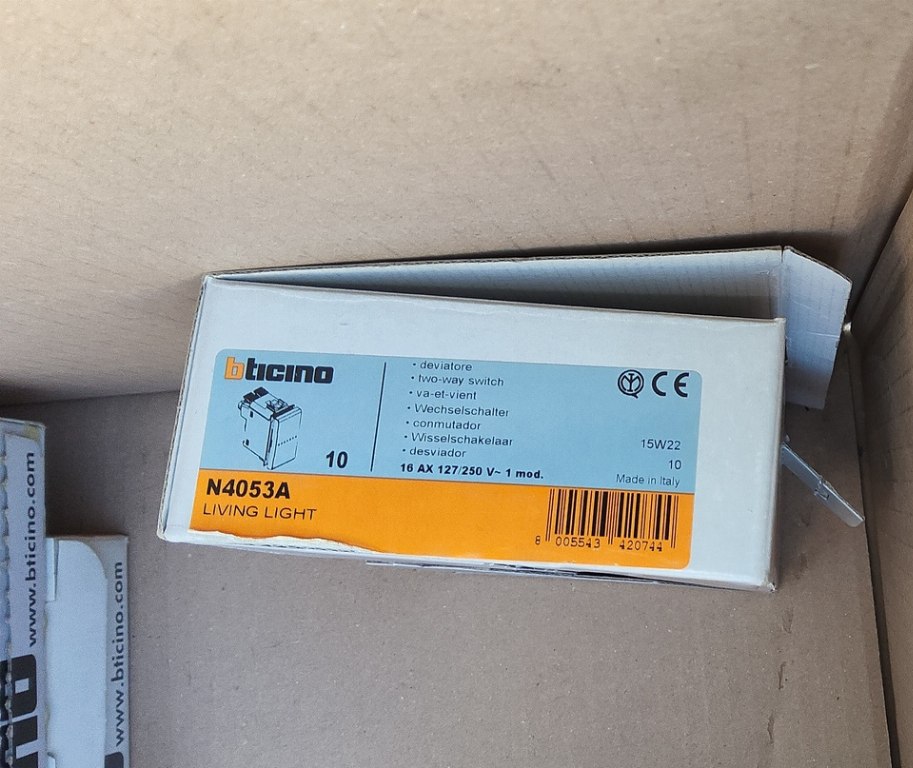 bticino
• deviatore
• two-way switch
• va-et-vient
• Wechselschalter
• conmutador
• Wisselschakelaar
• desviador
16 AX 127/250 V~ 1 mod.
10
CE
15W22
10
Made in Italy
N4053A
LIVING LIGHT
8 005543 420744
www.bticino.com
www.bticino.com